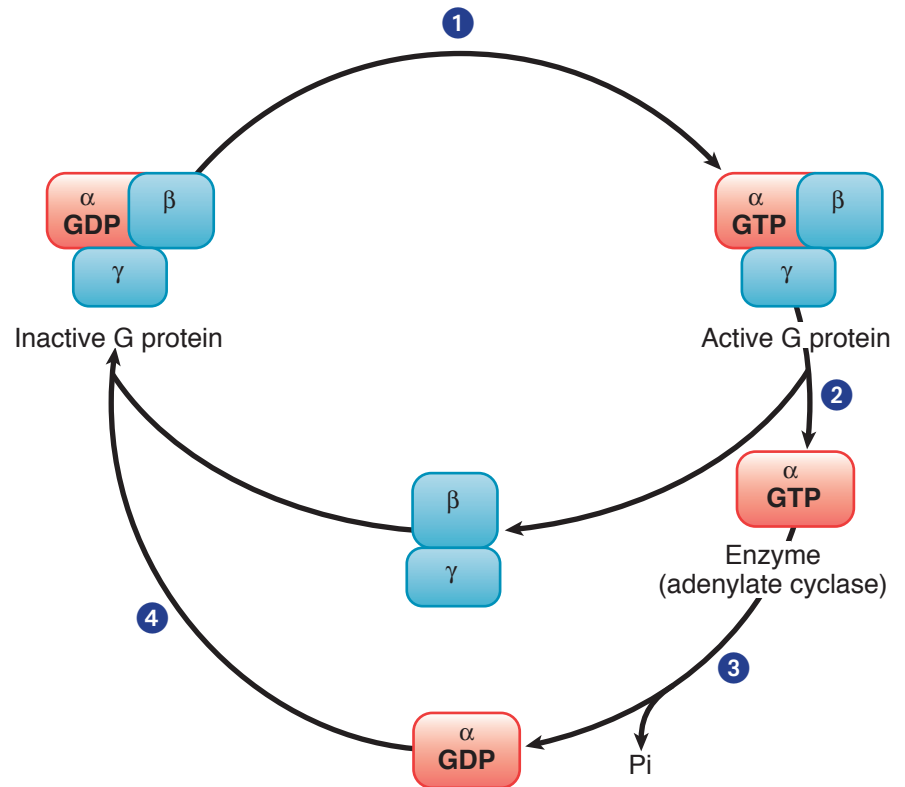 1
α
GDP
β
γ
Inactive G protein
α
GTP
β
γ
Active G protein
2
α
GTP
Enzyme
(adenylate cyclase)
β
γ
3
Pi
α
GDP
4